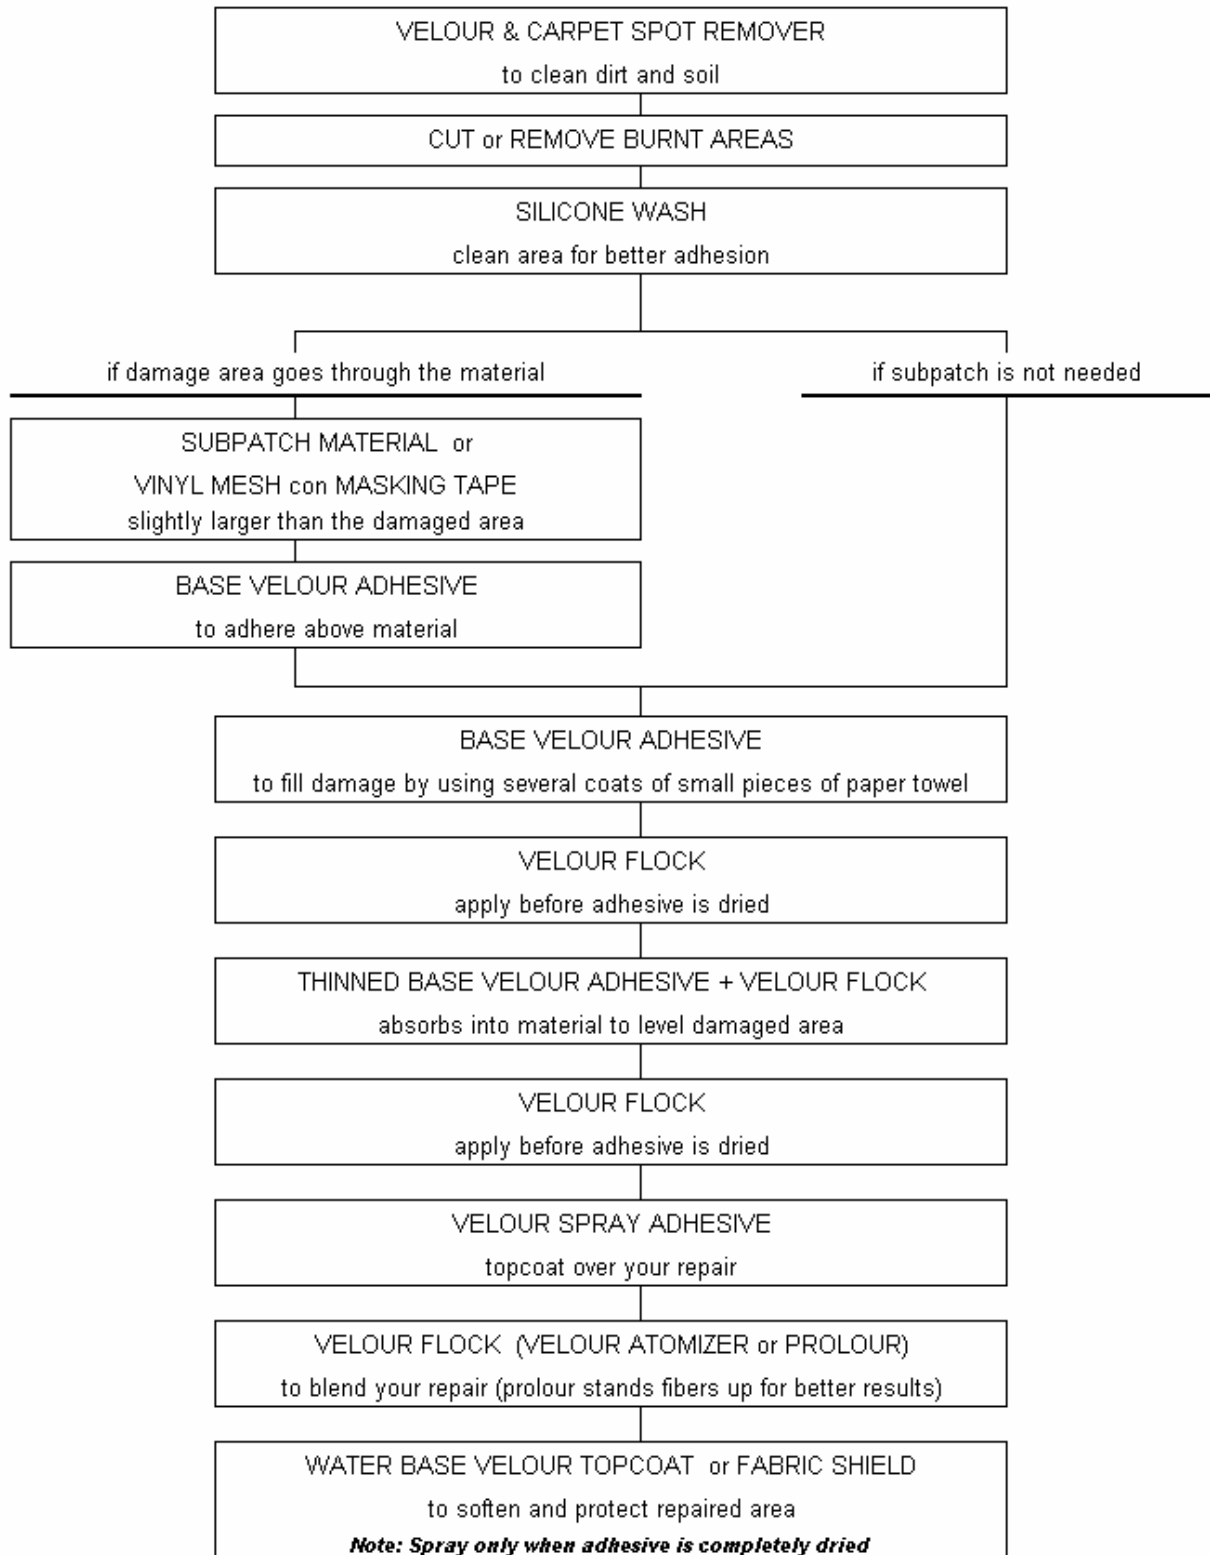 VELOUR & CARPET SPOT REMOVER
to clean dirt and soil
CUT or REMOVE BURNT AREAS
SILICONE WASH
clean area for better adhesion
if damage area goes through the material
if subpatch is not needed
SUBPATCH MATERIAL or
VINYL MESH con MASKING TAPE
slightly larger than the damaged area
BASE VELOUR ADHESIVE
to adhere above material
BASE VELOUR ADHESIVE
to fill damage by using several coats of small pieces of paper towel
VELOUR FLOCK
apply before adhesive is dried
THINNED BASE VELOUR ADHESIVE + VELOUR FLOCK
absorbs into material to level damaged area
VELOUR FLOCK
apply before adhesive is dried
VELOUR SPRAY ADHESIVE
topcoat over your repair
VELOUR FLOCK (VELOUR ATOMIZER or PROLOUR)
to blend your repair (prolour stands fibers up for better results)
WATER BASE VELOUR TOPCOAT or FABRIC SHIELD
to soften and protect repaired area
Note: Spray only when adhesive is completely dried